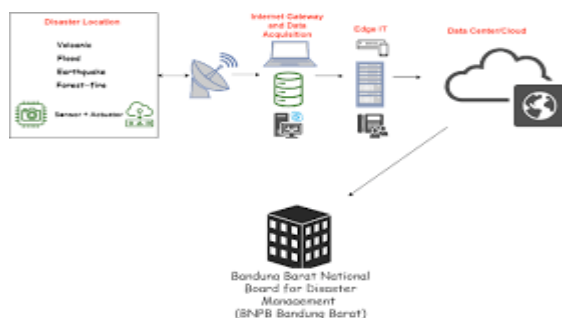 Disaster Location
Volcanic
Flood
Earthquake
Forest-fire
Sensor + Actuator
Internet Gateway
and Data
Acquisition
Edge IT
Data Center/Cloud
Bandung Barat National
Board for Disaster
Management
(BNPB Bandung Barat)